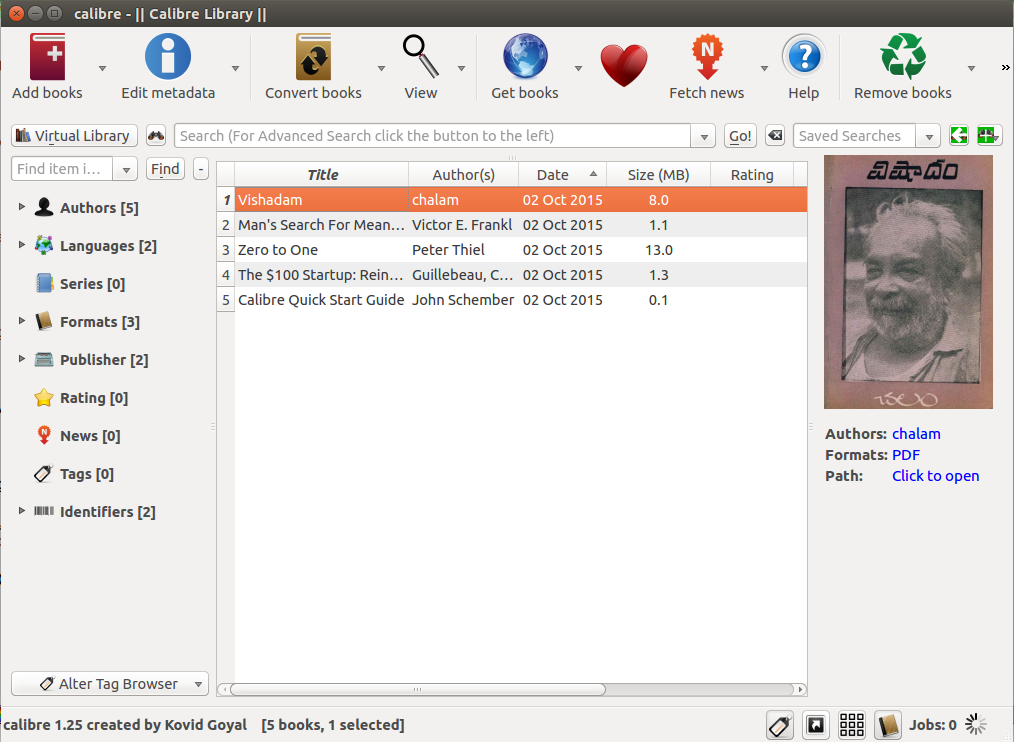 calibre - || Calibre Library ||
Add books
Edit metadata
Convert books
View
Get books
Fetch news
Help
Remove books
»
Virtual Library
Search (For Advanced Search click the button to the left)
Go!
Saved Searches
Find item i…
Find
-
Authors [5]
Languages [2]
Series [0]
Formats [3]
Publisher [2]
Rating [0]
News [0]
Tags [0]
Identifiers [2]
Alter Tag Browser
Title Author(s) Date Size (MB) Rating
1 Vishadam chalam 02 Oct 2015 8.0
2 Man's Search For Mean… Victor E. Frankl 02 Oct 2015 1.1
3 Zero to One Peter Thiel 02 Oct 2015 13.0
4 The $100 Startup: Rein… Guillebeau, C… 02 Oct 2015 1.3
5 Calibre Quick Start Guide John Schember 02 Oct 2015 0.1
విషాదం
చలం
Authors: chalam
Formats: PDF
Path: Click to open
calibre 1.25 created by Kovid Goyal [5 books, 1 selected]
Jobs: 0